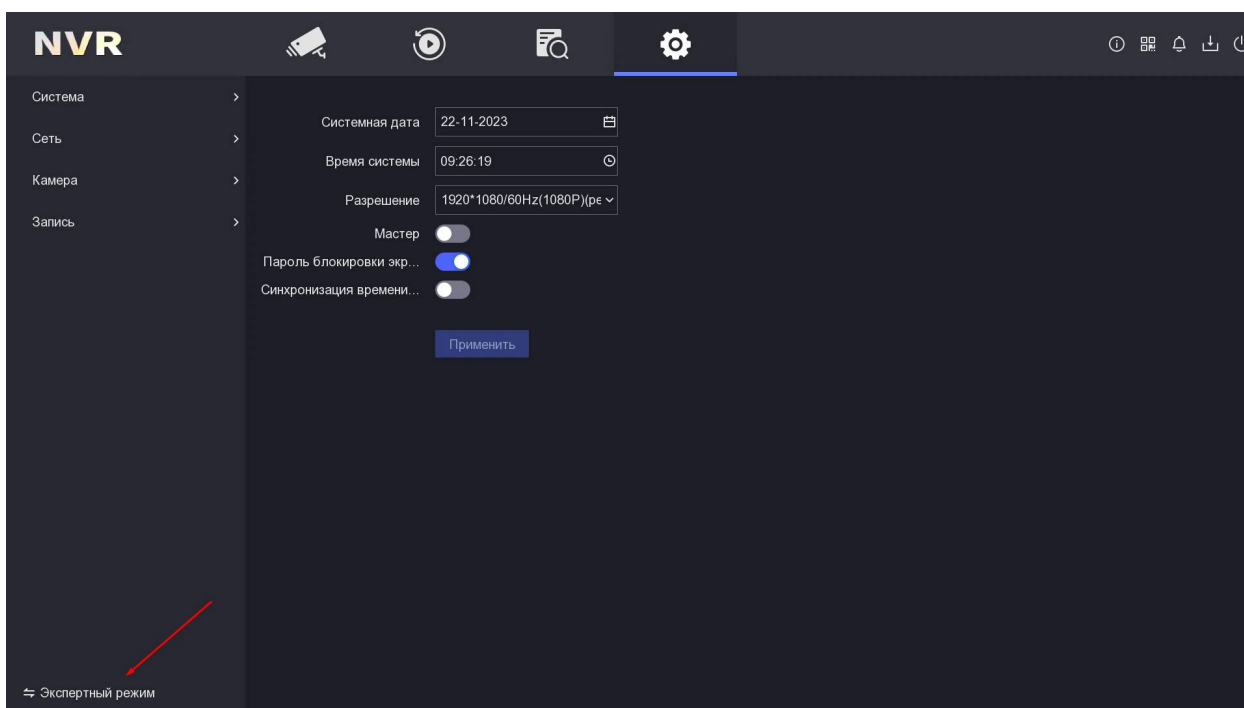 NVR
Система
Сеть
Камера
Запись
Системная дата 22-11-2023
Время системы 09:26:19
Разрешение 1920*1080/60Hz(1080P)(ре
Мастер
Пароль блокировки экр...
Синхронизация времени...
Применить
Экспертный режим